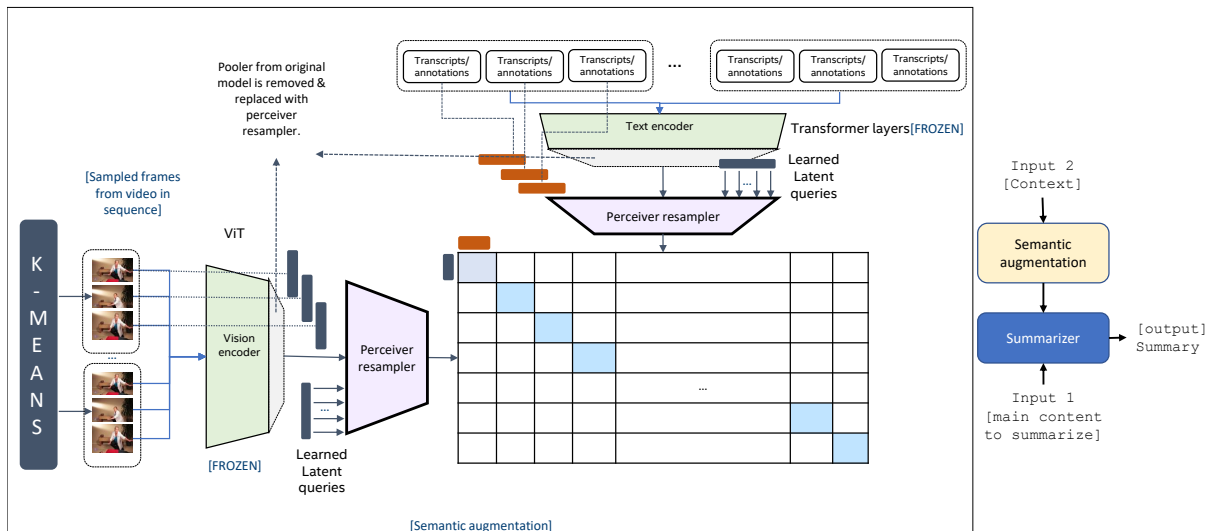 Transcripts/
annotations
Transcripts/
annotations
Transcripts/
annotations
...
Transcripts/
annotations
Transcripts/
annotations
Transcripts/
annotations
Pooler from original
model is removed &
replaced with
perceiver
resampler.
Text encoder
Transformer layers[FROZEN]
Learned
Latent
queries
...
Perceiver resampler
[Sampled frames
from video in
sequence]
ViT
K
-
M
E
A
N
S
...
Vision
encoder
[FROZEN]
Perceiver
resampler
...
Learned
Latent
queries
...
[Semantic augmentation]
Input 2
[Context]
Semantic
augmentation
Summarizer
[output]
Summary
Input 1
[main content
to summarize]